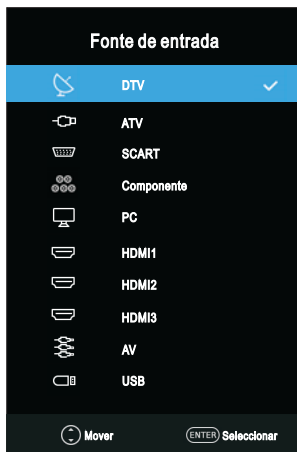 Fonte de entrada
DTV
ATV
SCART
Componente
PC
HDMI1
HDMI2
HDMI3
AV
USB
Mover ENTER Seleccionar